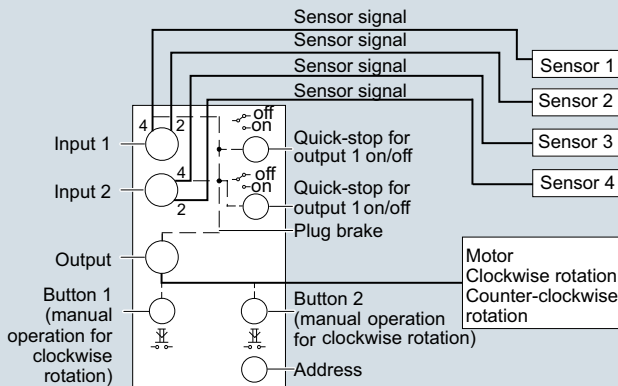 Sensor signal
Sensor signal
Sensor signal
Sensor signal
Sensor 1
Sensor 2
Sensor 3
Sensor 4
4
2
off
on
Input 1
Quick-stop for
output 1 on/off
4
2
off
on
Input 2
Quick-stop for
output 1 on/off
Plug brake
Output
Motor
Clockwise rotation
Counter-clockwise
rotation
Button 1
(manual
operation for
clockwise
rotation)
Button 2
(manual operation
for clockwise rotation)
Address